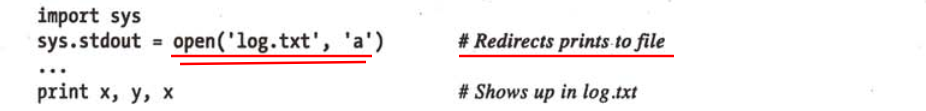 import sys
sys.stdout = open('log.txt', 'a') # Redirects prints to file
...
print x, y, x # Shows up in log.txt